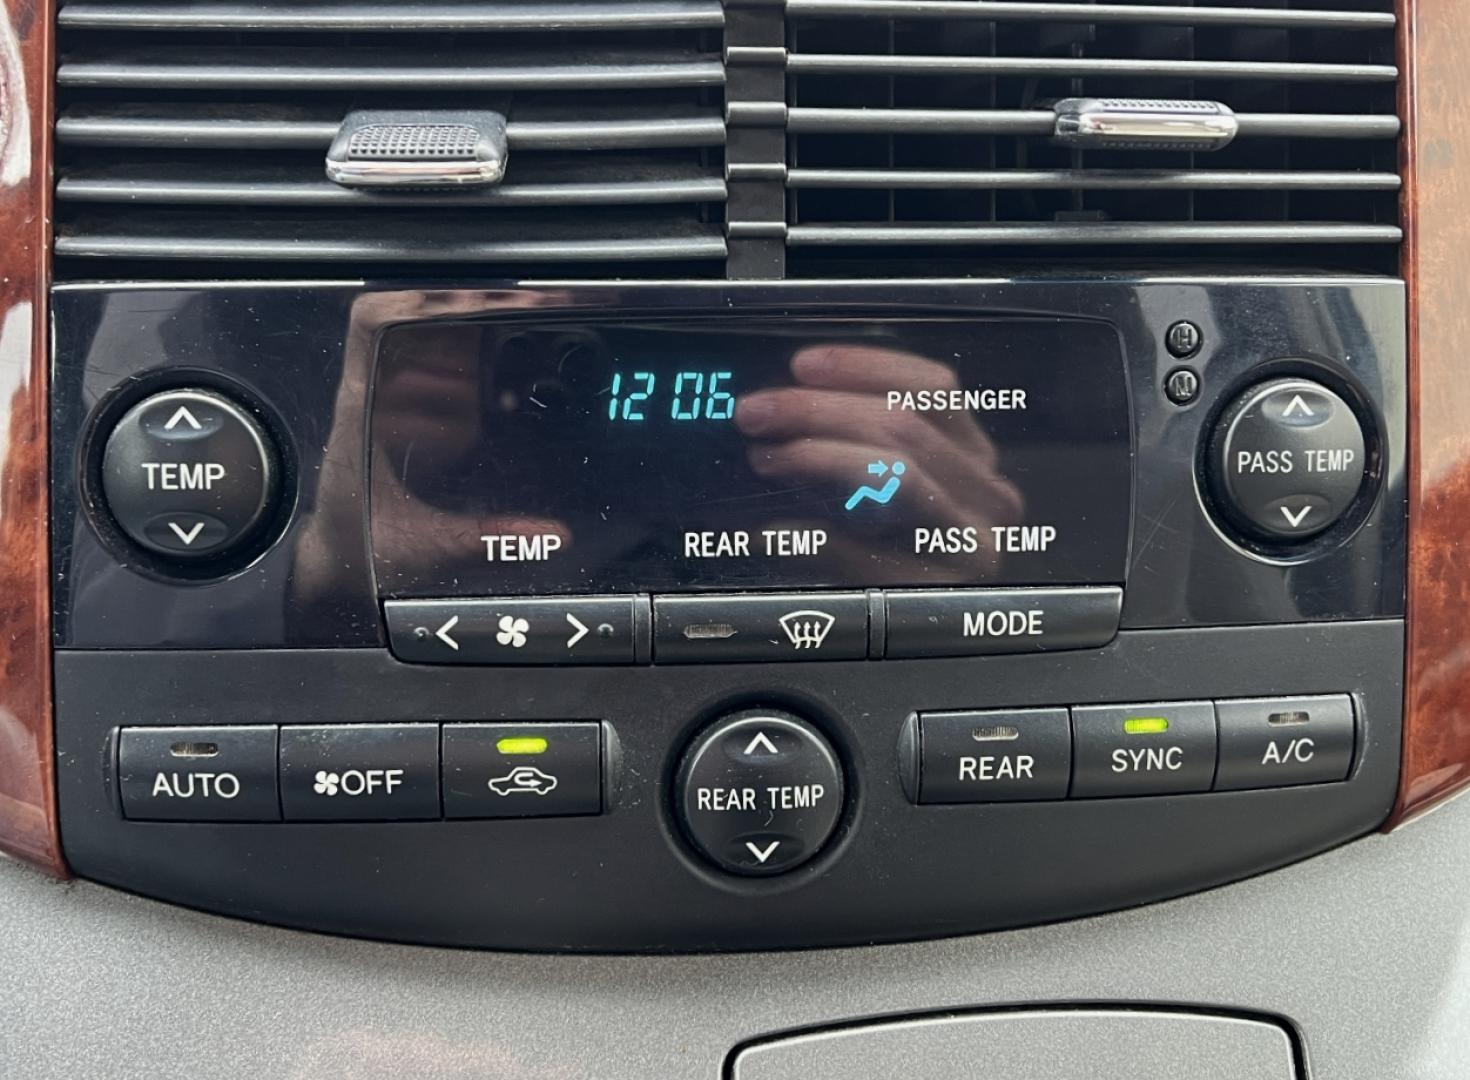 12 06
PASSENGER
H
M
TEMP
PASS TEMP
TEMP
REAR TEMP
PASS TEMP
MODE
AUTO
OFF
REAR TEMP
REAR
SYNC
A/C